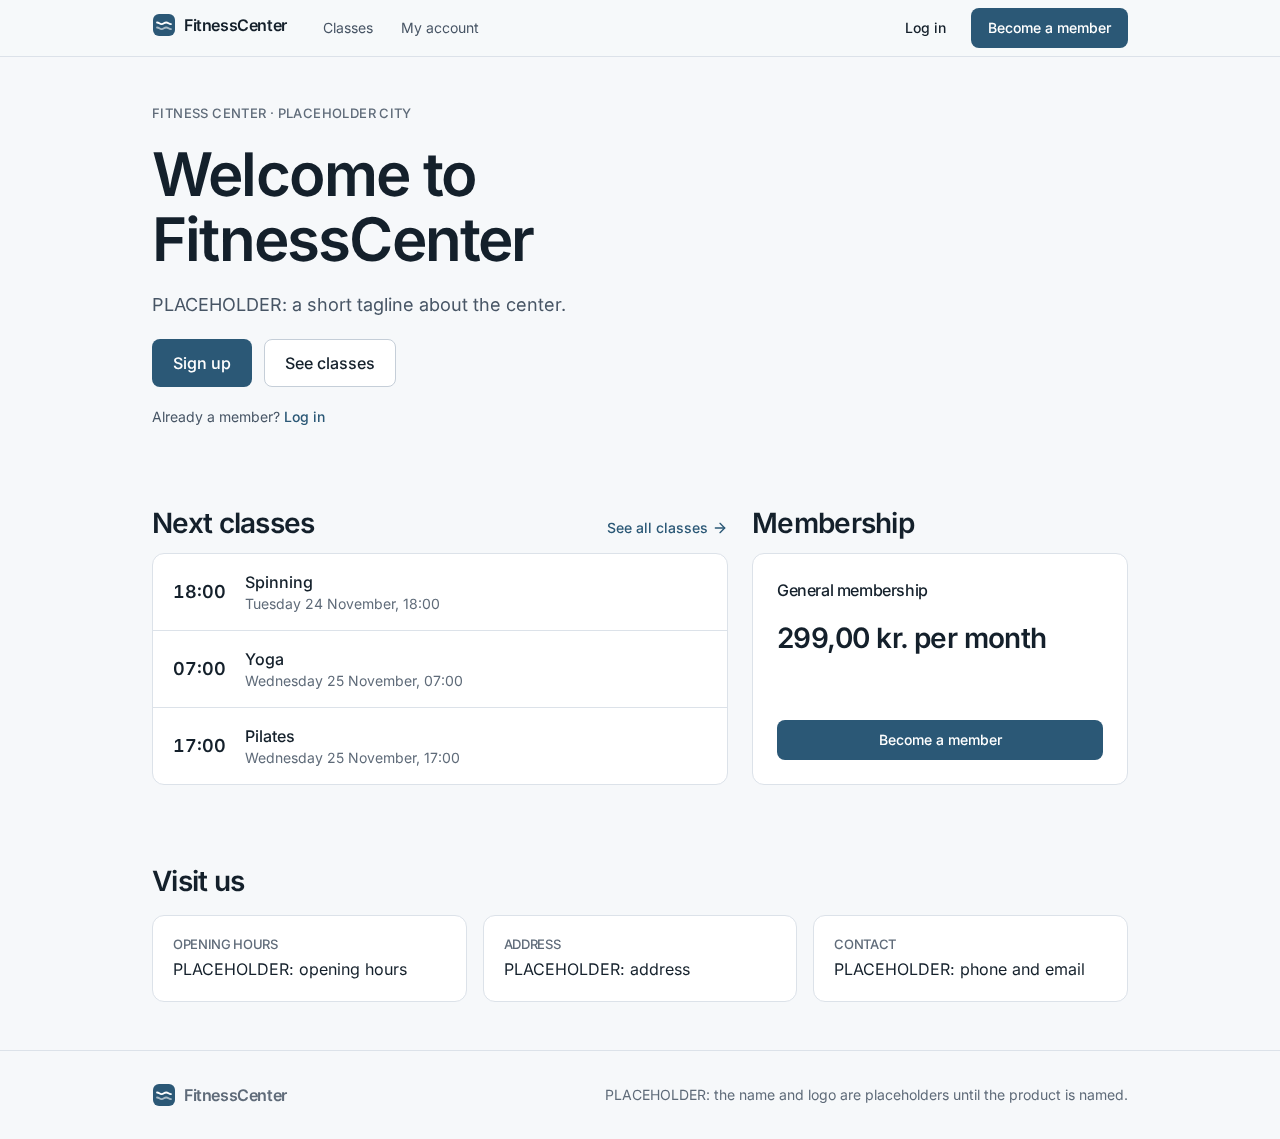 FitnessCenter
Classes
My account
Log in
Become a member
FITNESS CENTER · PLACEHOLDER CITY
Welcome to
FitnessCenter
PLACEHOLDER: a short tagline about the center.
Sign up
See classes
Already a member? Log in
Next classes
See all classes →
18:00
Spinning
Tuesday 24 November, 18:00
07:00
Yoga
Wednesday 25 November, 07:00
17:00
Pilates
Wednesday 25 November, 17:00
Membership
General membership
299,00 kr. per month
Become a member
Visit us
OPENING HOURS
PLACEHOLDER: opening hours
ADDRESS
PLACEHOLDER: address
CONTACT
PLACEHOLDER: phone and email
FitnessCenter
PLACEHOLDER: the name and logo are placeholders until the product is named.